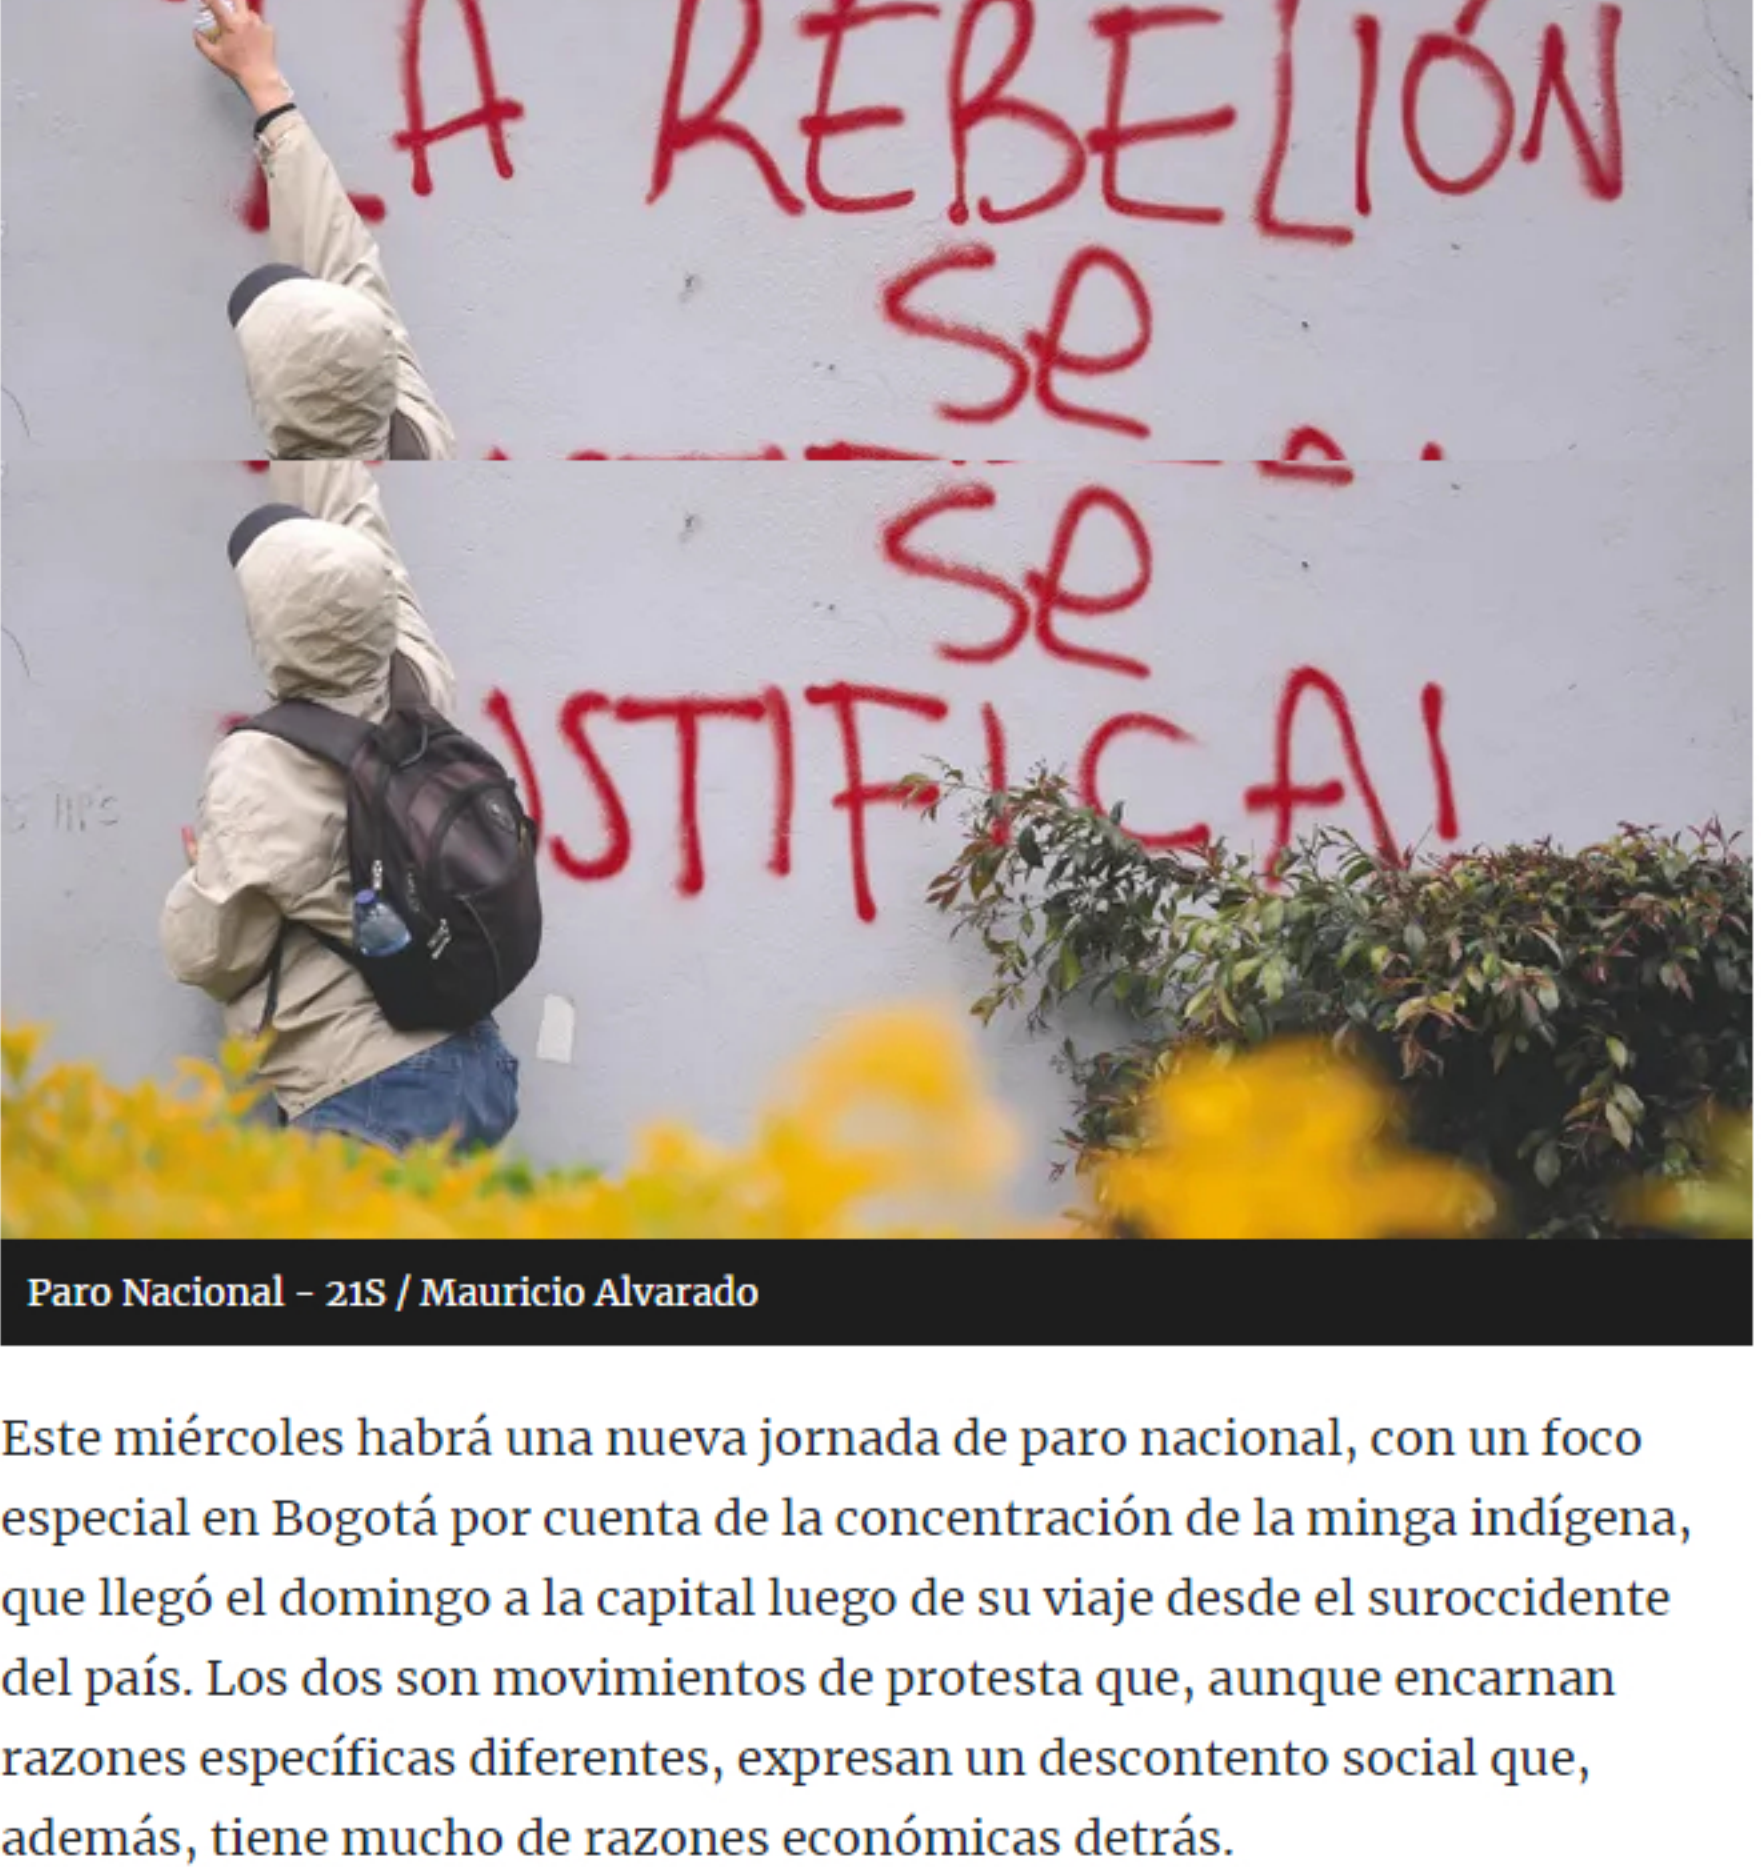 LA REBELIÓN
se
se
JUSTIFICA!
Paro Nacional - 21S / Mauricio Alvarado
Este miércoles habrá una nueva jornada de paro nacional, con un foco
especial en Bogotá por cuenta de la concentración de la minga indígena,
que llegó el domingo a la capital luego de su viaje desde el suroccidente
del país. Los dos son movimientos de protesta que, aunque encarnan
razones específicas diferentes, expresan un descontento social que,
además, tiene mucho de razones económicas detrás.